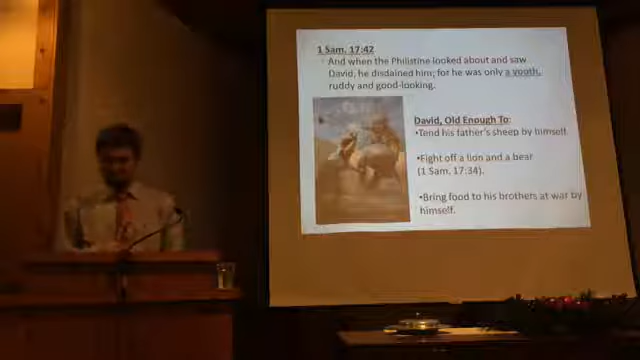 1 Sam. 17:42
And when the Philistine looked about and saw
David, he disdained him; for he was only a youth,
ruddy and good-looking.
David, Old Enough To:
•Tend his father's sheep by himself.
•Fight off a lion and a bear
(1 Sam. 17:34).
•Bring food to his brothers at war by
himself.